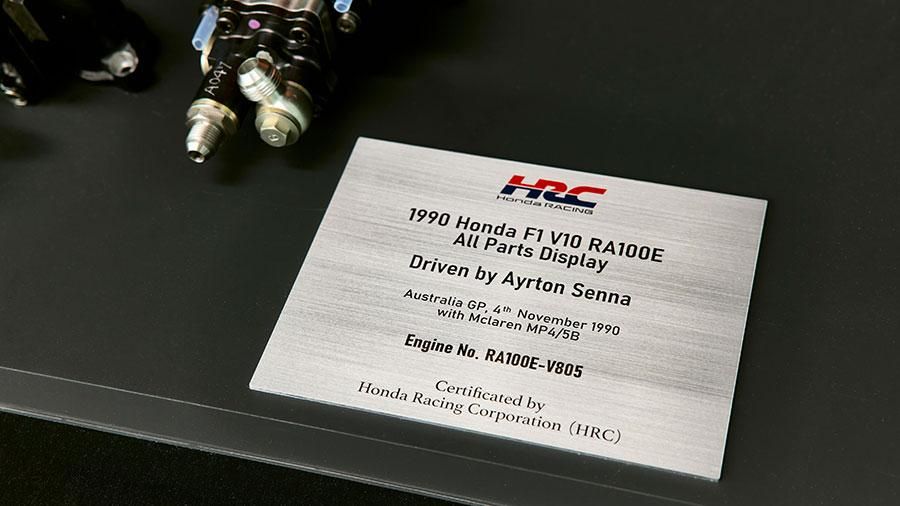 A047
HRC
Honda RACING
1990 Honda F1 V10 RA100E
All Parts Display
Driven by Ayrton Senna
Australia GP, 4th November 1990
with Mclaren MP4/5B
Engine No. RA100E-V805
Certificated by
Honda Racing Corporation (HRC)